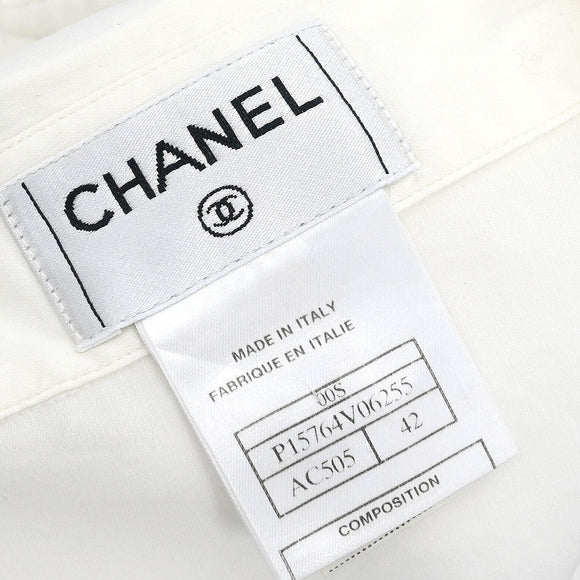 CHANEL
MADE IN ITALY
FABRIQUE EN ITALIE
00S
P15764V06255
AC505 42
COMPOSITION